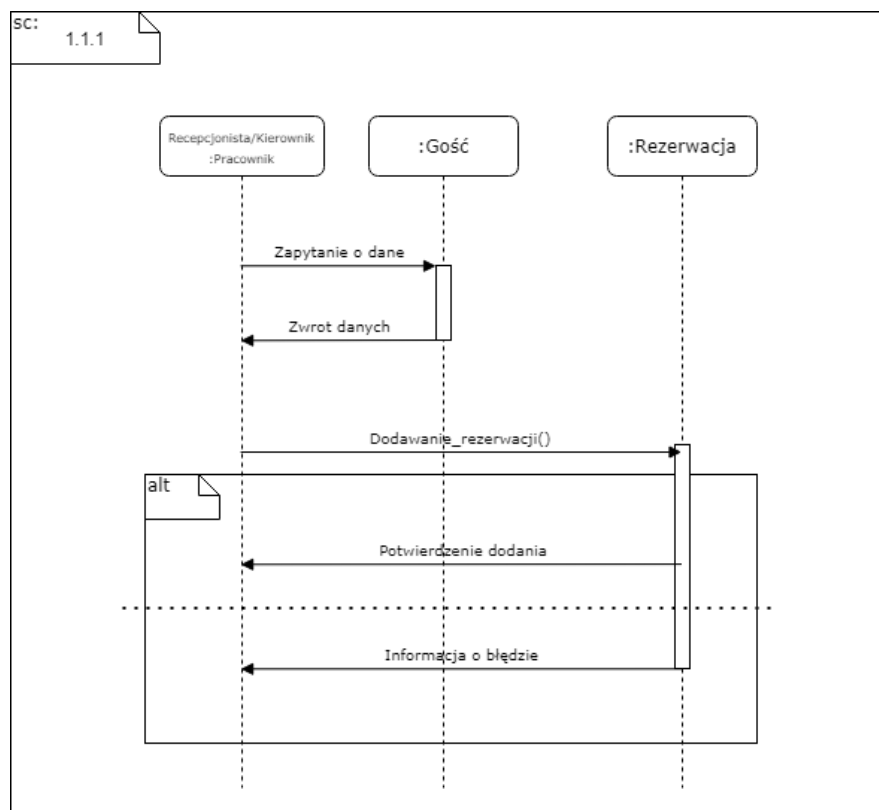 sc:
1.1.1
Recepcjonista/Kierownik
:Pracownik
:Gość
:Rezerwacja
Zapytanie o dane
Zwrot danych
Dodawanie_rezerwacji()
alt
Potwierdzenie dodania
Informacja o błędzie